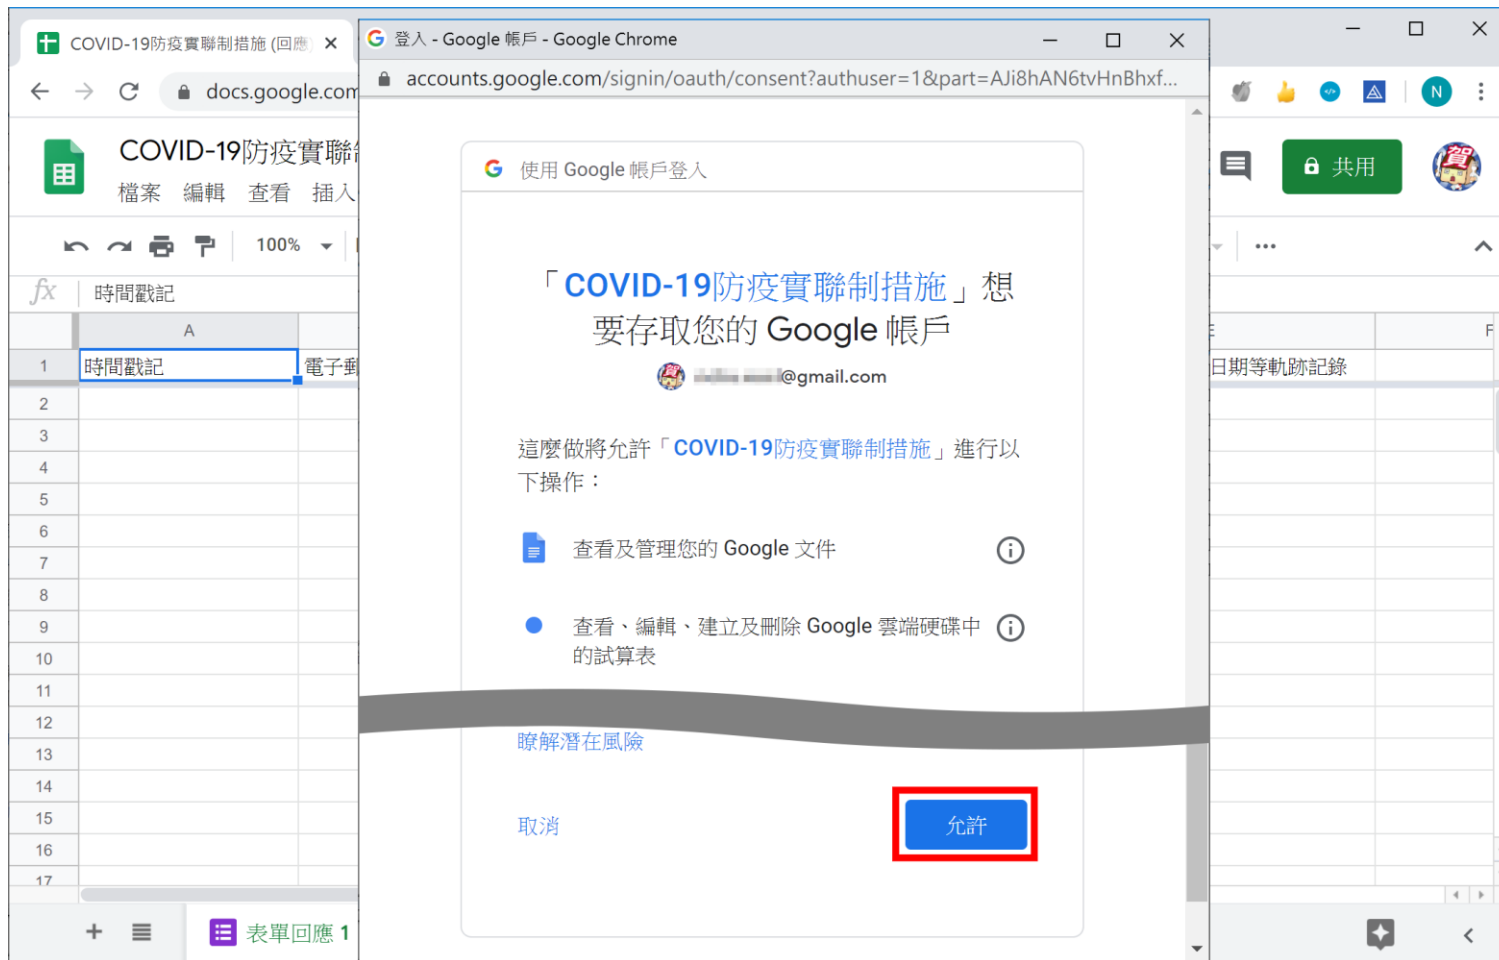 COVID-19防疫實聯制措施 (回應)
登入 - Google 帳戶 - Google Chrome
docs.google.com
accounts.google.com/signin/oauth/consent?authuser=1&part=AJi8hAN6tvHnBhxf...
N
COVID-19防疫實聯制
檔案 編輯 查看 插入
共用
賀
100%
fx 時間戳記
A
E
F
1 時間戳記 電子郵
日期等軌跡記錄
2
3
4
5
6
7
8
9
10
11
12
13
14
15
16
17
表單回應 1
使用 Google 帳戶登入
「COVID-19防疫實聯制措施」想
要存取您的 Google 帳戶
@gmail.com
這麼做將允許「COVID-19防疫實聯制措施」進行以
下操作：
查看及管理您的 Google 文件
查看、編輯、建立及刪除 Google 雲端硬碟中
的試算表
瞭解潛在風險
取消
允許